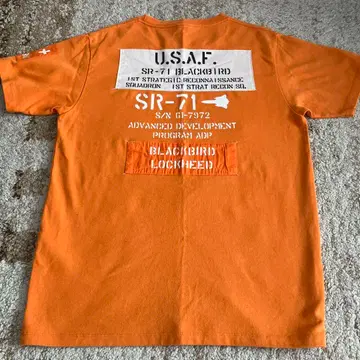 U.S.A.F.
SR-71 BLACKBIRD
1ST STRATEGIC RECONNAISSANCE
SQUADRON 1ST STRAT RECON SQ.
SR-71
S/N 61-7972
ADVANCED DEVELOPMENT
PROGRAM ADP
BLACKBIRD
LOCKHEED